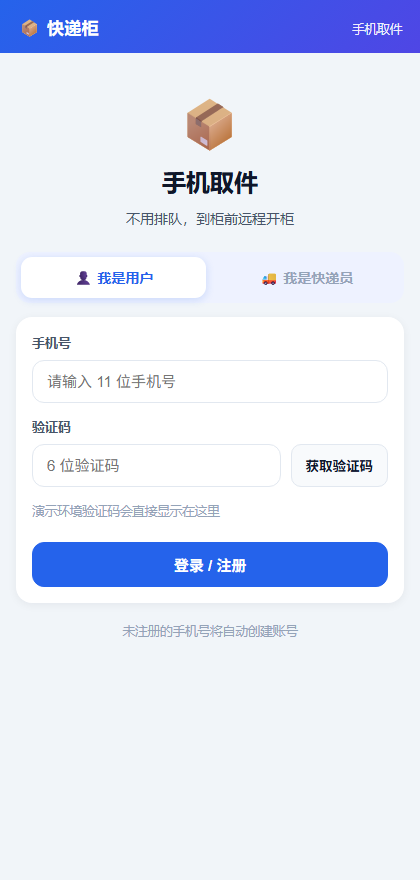 快递柜
手机取件
手机取件
不用排队，到柜前远程开柜
我是用户
我是快递员
手机号
请输入 11 位手机号
验证码
6 位验证码
获取验证码
演示环境验证码会直接显示在这里
登录 / 注册
未注册的手机号将自动创建账号